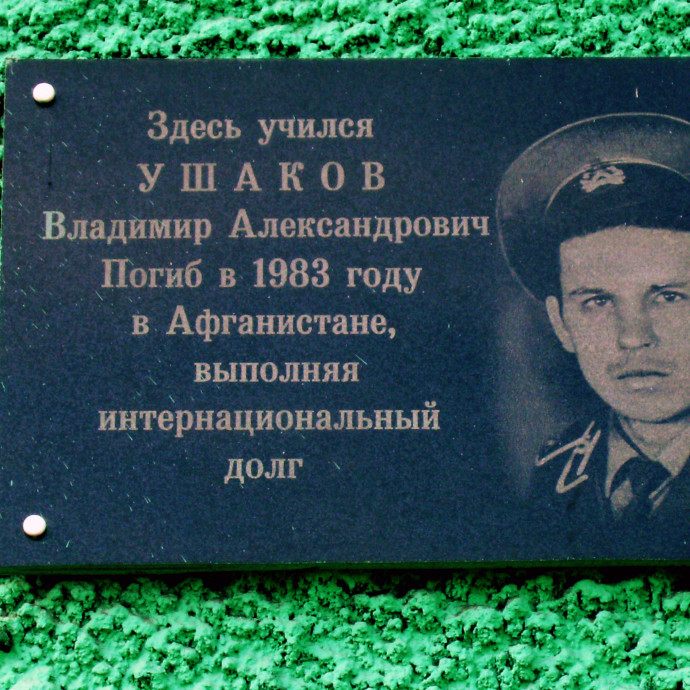 Здесь учился
УШАКОВ
Владимир Александрович
Погиб в 1983 году
в Афганистане,
выполняя
интернациональный
долг